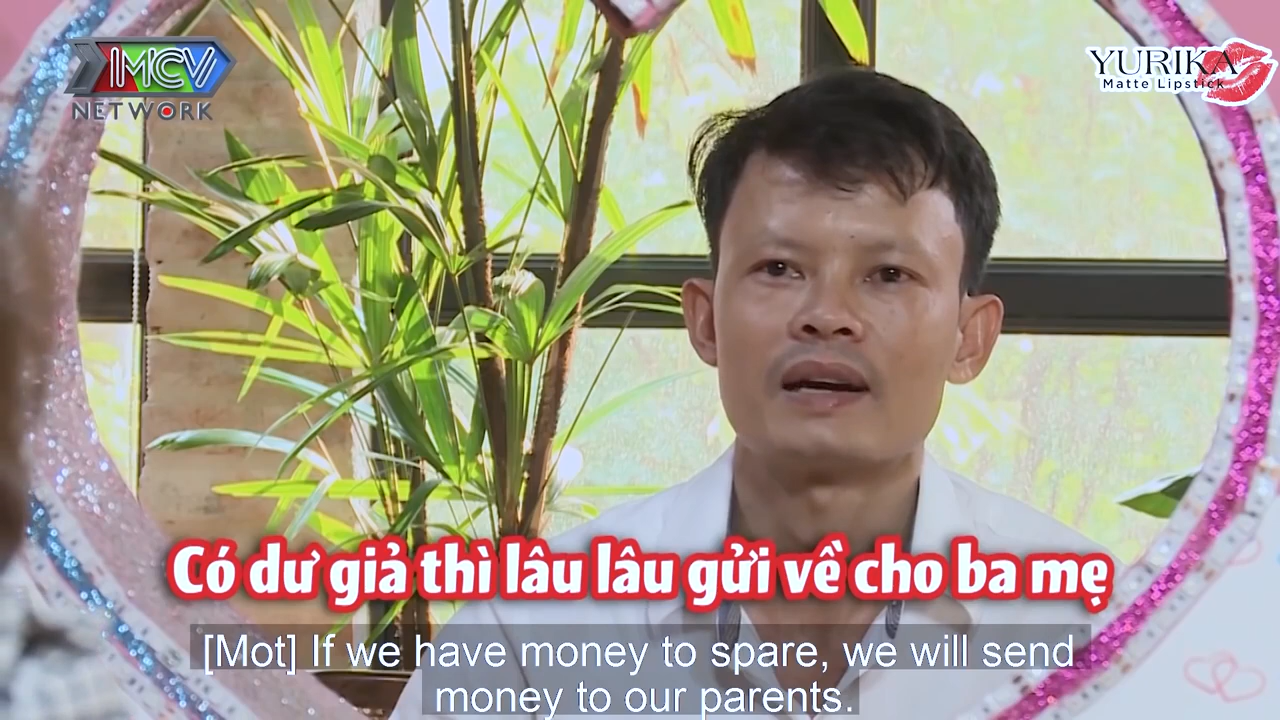 MCV
NETWORK
YURIKA
Matte Lipstick
Có dư giả thì lâu lâu gửi về cho ba mẹ
[Mot] If we have money to spare, we will send
money to our parents.